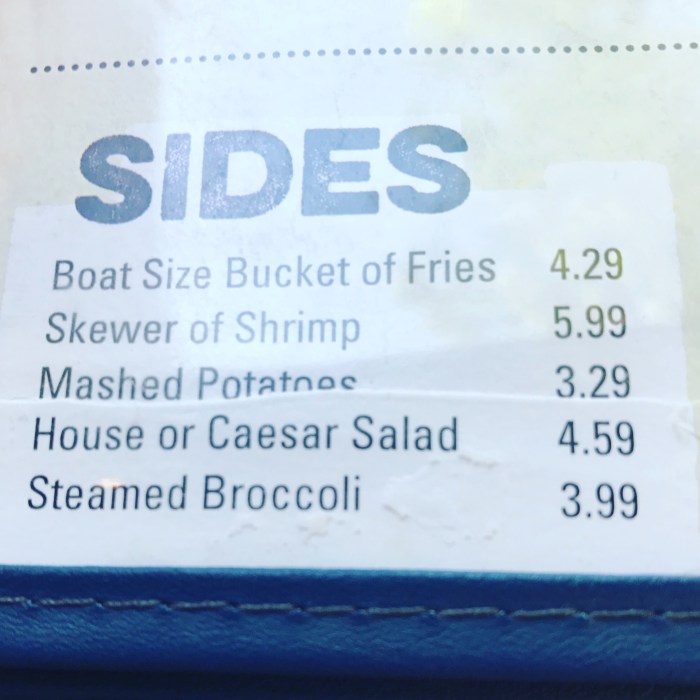 SIDES
Boat Size Bucket of Fries 4.29
Skewer of Shrimp 5.99
Mashed Potatoes 3.29
House or Caesar Salad 4.59
Steamed Broccoli 3.99